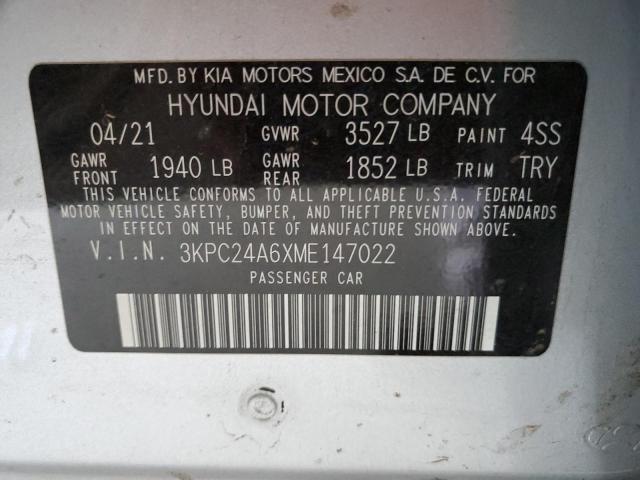 MFD. BY KIA MOTORS MEXICO S.A. DE C.V. FOR
HYUNDAI MOTOR COMPANY
04/21 GVWR 3527 LB PAINT 4SS
GAWR FRONT 1940 LB GAWR REAR 1852 LB TRIM TRY
THIS VEHICLE CONFORMS TO ALL APPLICABLE U.S.A. FEDERAL
MOTOR VEHICLE SAFETY, BUMPER, AND THEFT PREVENTION STANDARDS
IN EFFECT ON THE DATE OF MANUFACTURE SHOWN ABOVE.
V.I.N. 3KPC24A6XME147022
PASSENGER CAR